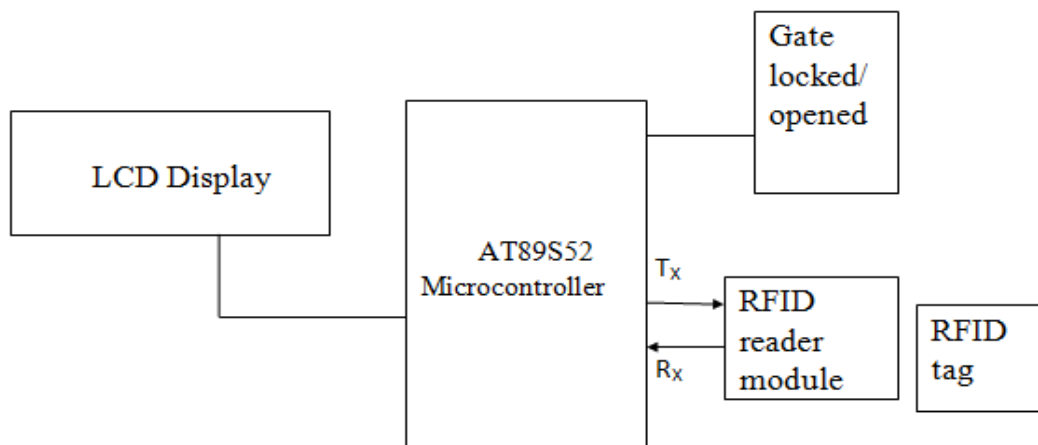 Gate
locked/
opened
LCD Display
AT89S52
Microcontroller
Tx
RFID
reader
module
Rx
RFID
tag